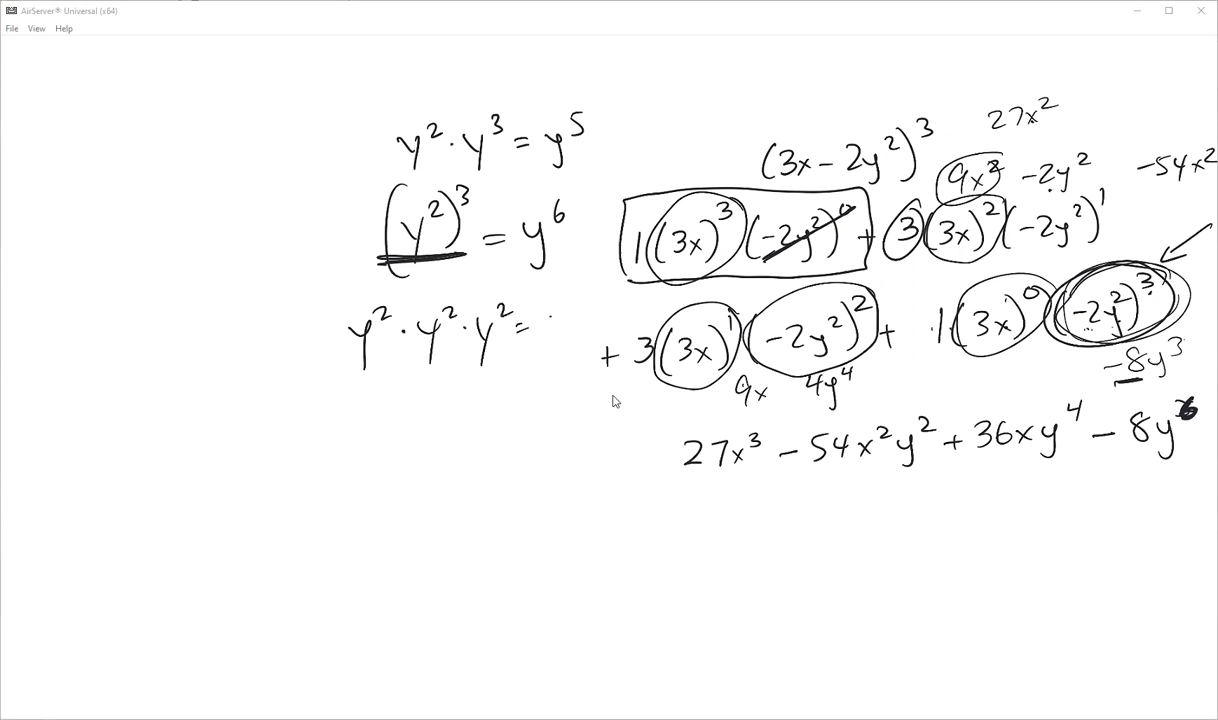 AirServer® Universal (x64)
File View Help
y² · y³ = y⁵
(y²)³ = y⁶
y² · y² · y² =
27x²
(3x − 2y²)³
9x² −2y² −54x²
1(3x)³(−2y²)⁰ + 3(3x)²(−2y²)¹
+ 3(3x)¹(−2y²)² + 1(3x)⁰(−2y²)³
9x 4y⁴ −8y³
27x³ − 54x²y² + 36xy⁴ − 8y⁶